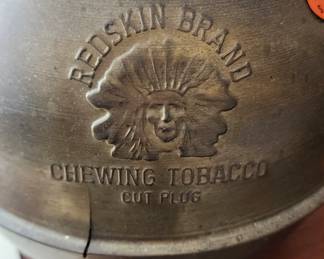 REDSKIN BRAND
CHEWING TOBACCO
CUT PLUG